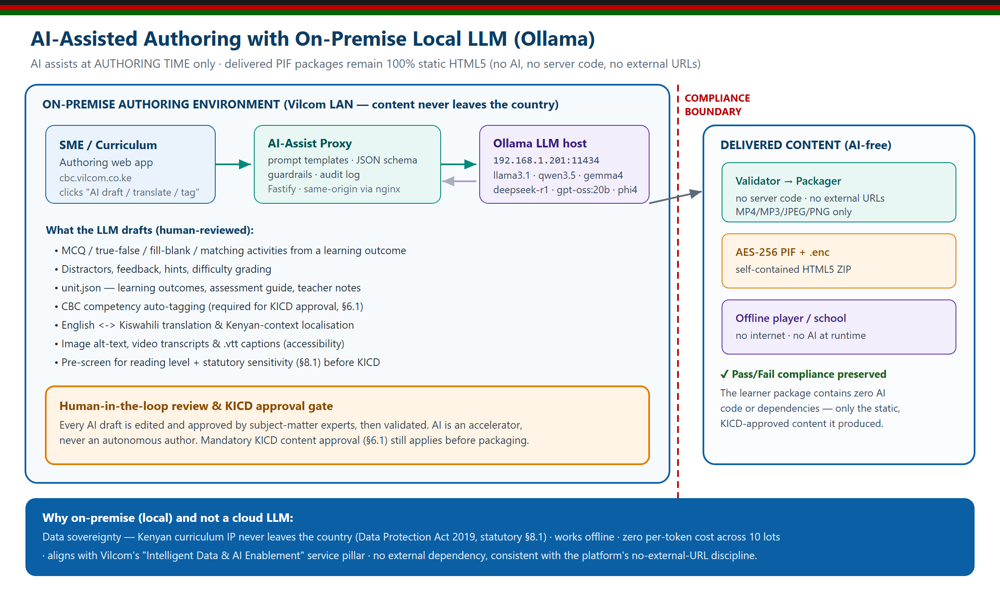 AI-Assisted Authoring with On-Premise Local LLM (Ollama)
AI assists at AUTHORING TIME only · delivered PIF packages remain 100% static HTML5 (no AI, no server code, no external URLs)
ON-PREMISE AUTHORING ENVIRONMENT (Vilcom LAN — content never leaves the country)
SME / Curriculum
Authoring web app
cbc.vilcom.co.ke
clicks "AI draft / translate / tag"
AI-Assist Proxy
prompt templates · JSON schema
guardrails · audit log
Fastify · same-origin via nginx
Ollama LLM host
192.168.1.201:11434
llama3.1 · qwen3.5 · gemma4
deepseek-r1 · gpt-oss:20b · phi4
What the LLM drafts (human-reviewed):
• MCQ / true-false / fill-blank / matching activities from a learning outcome
• Distractors, feedback, hints, difficulty grading
• unit.json — learning outcomes, assessment guide, teacher notes
• CBC competency auto-tagging (required for KICD approval, §6.1)
• English <-> Kiswahili translation & Kenyan-context localisation
• Image alt-text, video transcripts & .vtt captions (accessibility)
• Pre-screen for reading level + statutory sensitivity (§8.1) before KICD
Human-in-the-loop review & KICD approval gate
Every AI draft is edited and approved by subject-matter experts, then validated. AI is an accelerator,
never an autonomous author. Mandatory KICD content approval (§6.1) still applies before packaging.
COMPLIANCE
BOUNDARY
DELIVERED CONTENT (AI-free)
Validator → Packager
no server code · no external URLs
MP4/MP3/JPEG/PNG only
AES-256 PIF + .enc
self-contained HTML5 ZIP
Offline player / school
no internet · no AI at runtime
✓ Pass/Fail compliance preserved
The learner package contains zero AI
code or dependencies — only the static,
KICD-approved content it produced.
Why on-premise (local) and not a cloud LLM:
Data sovereignty — Kenyan curriculum IP never leaves the country (Data Protection Act 2019, statutory §8.1) · works offline · zero per-token cost across 10 lots
· aligns with Vilcom's "Intelligent Data & AI Enablement" service pillar · no external dependency, consistent with the platform's no-external-URL discipline.